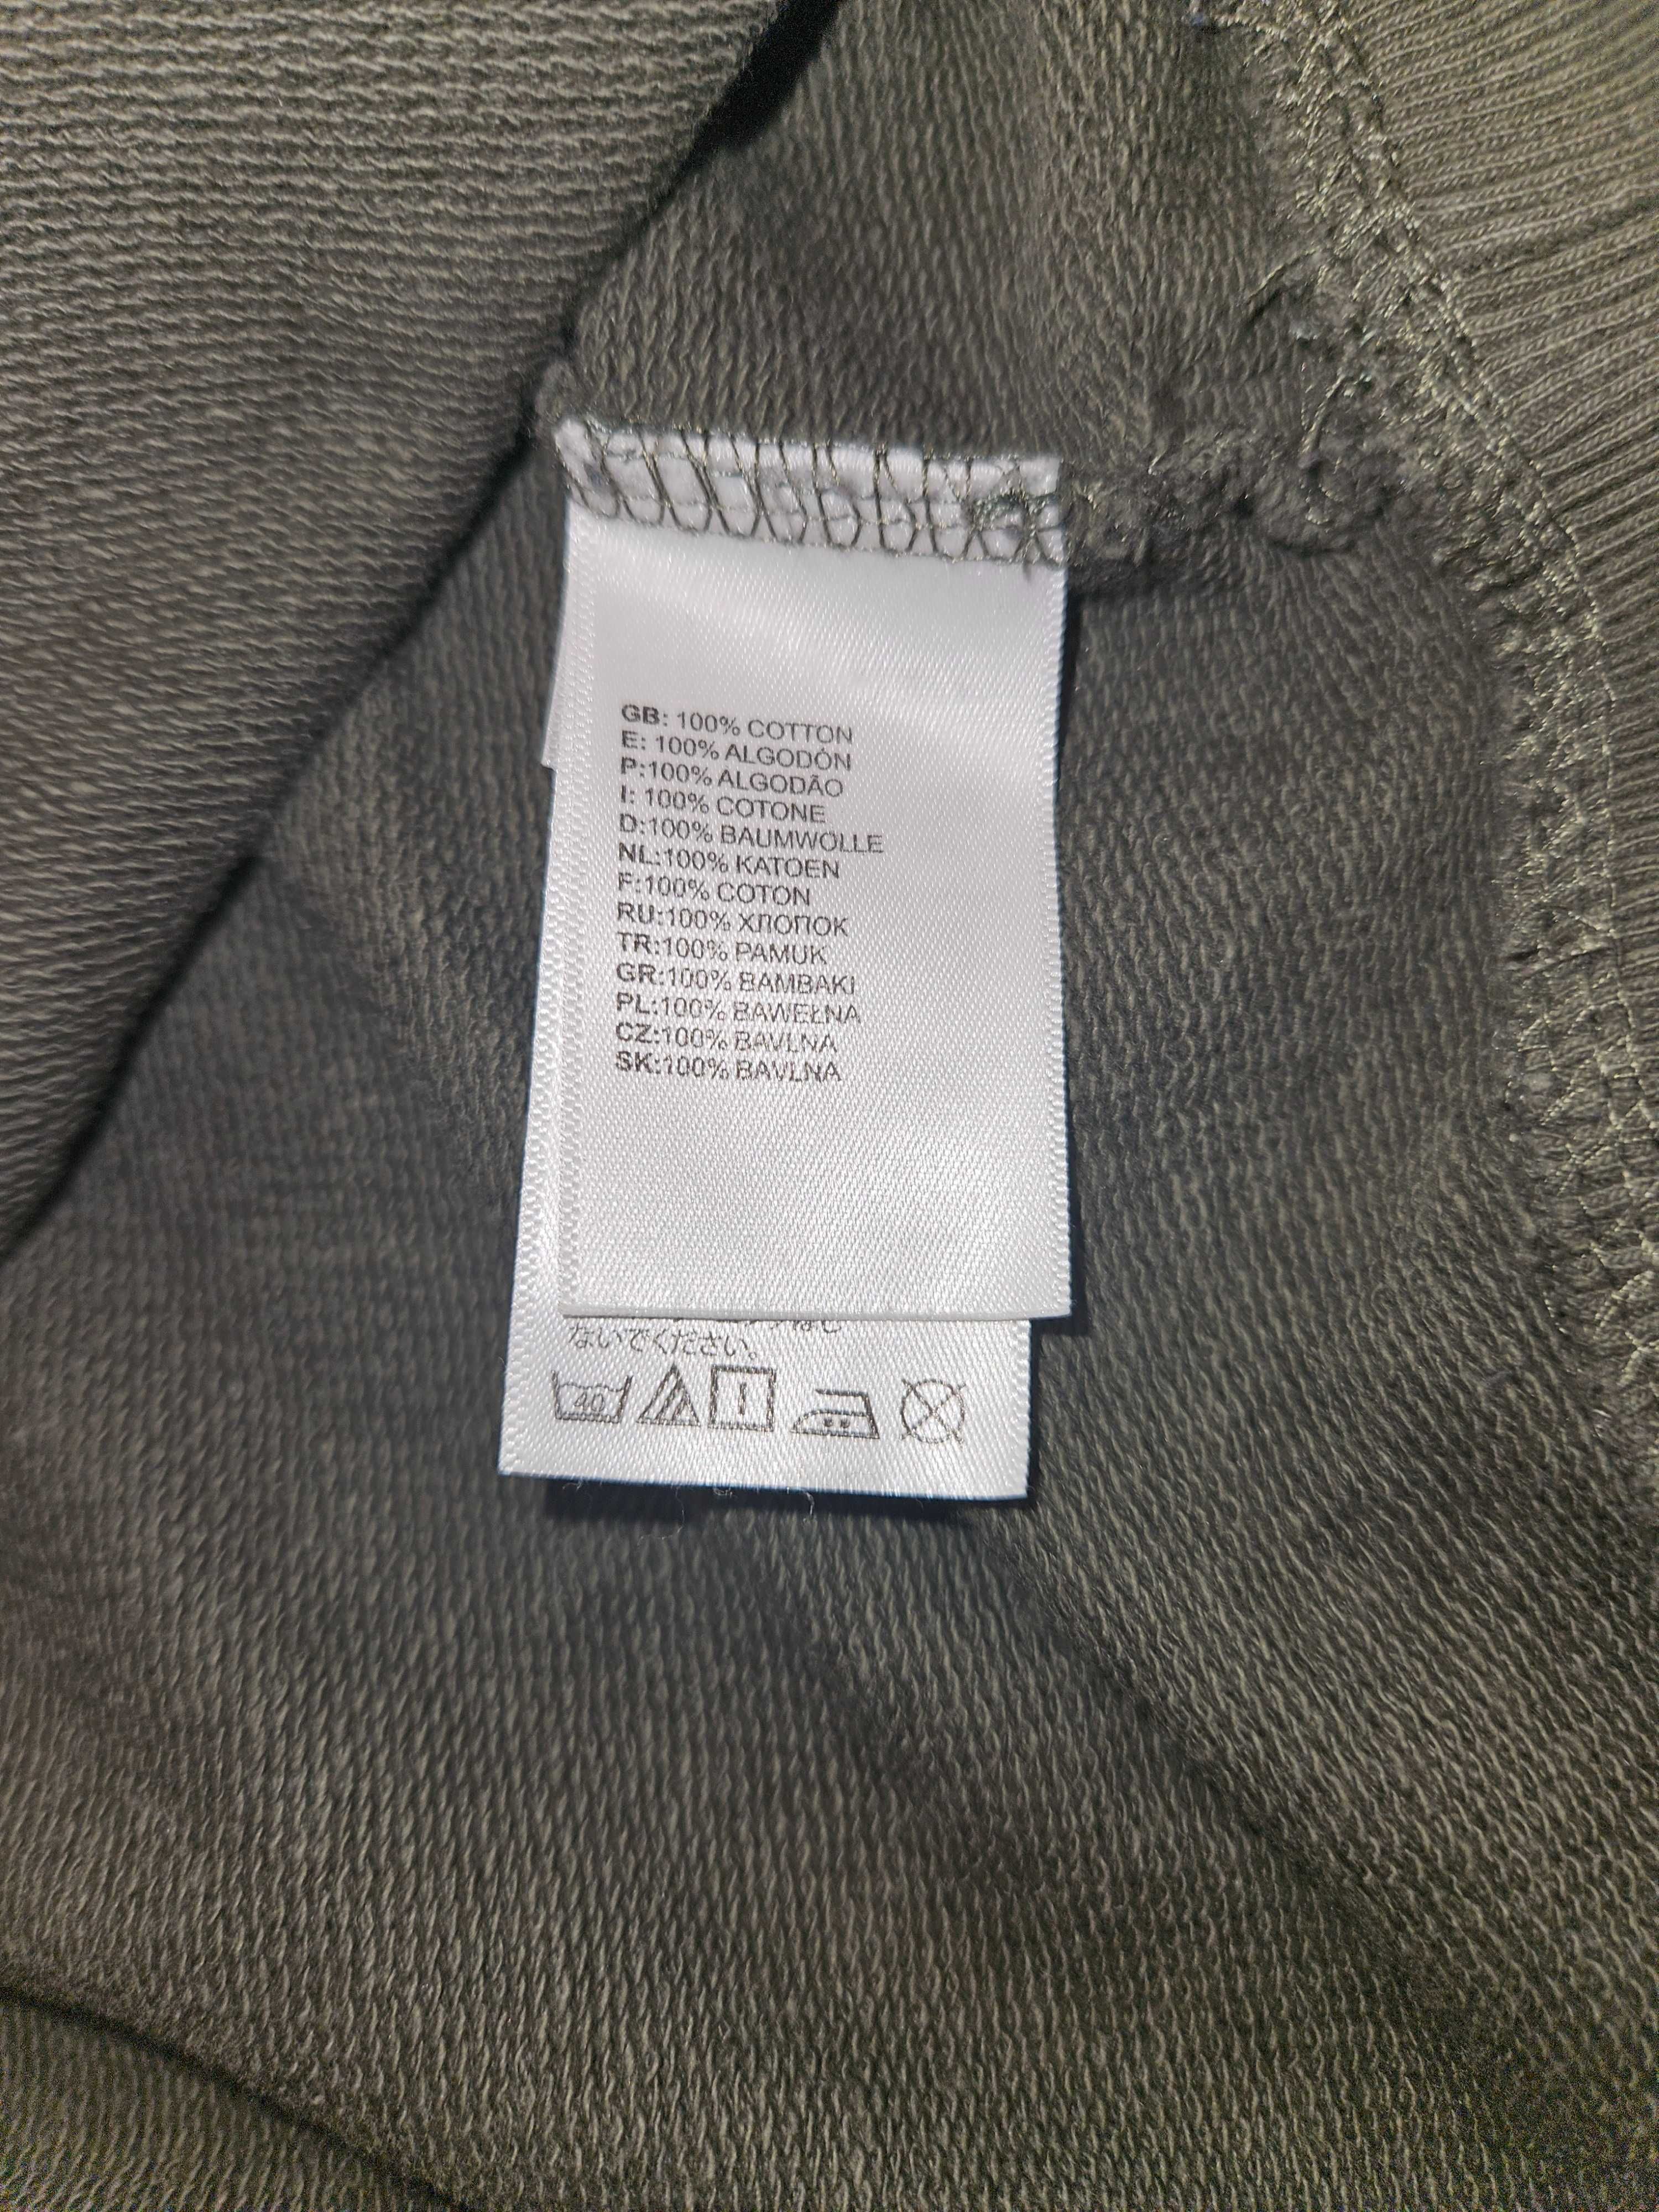 GB: 100% COTTON
E: 100% ALGODÓN
P:100% ALGODÃO
I: 100% COTONE
D:100% BAUMWOLLE
NL:100% KATOEN
F:100% COTON
RU:100% ХЛОПОК
TR:100% PAMUK
GR:100% BAMBAKI
PL:100% BAWEŁNA
CZ:100% BAVLNA
SK:100% BAVLNA
ないでください。
40